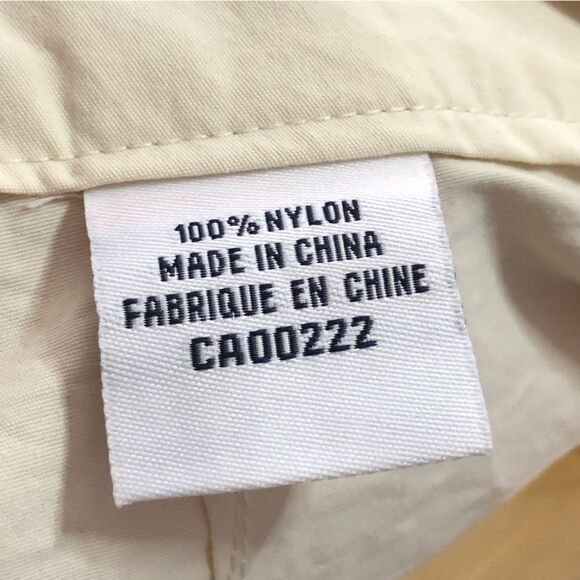 100% NYLON
MADE IN CHINA
FABRIQUE EN CHINE
CA00222